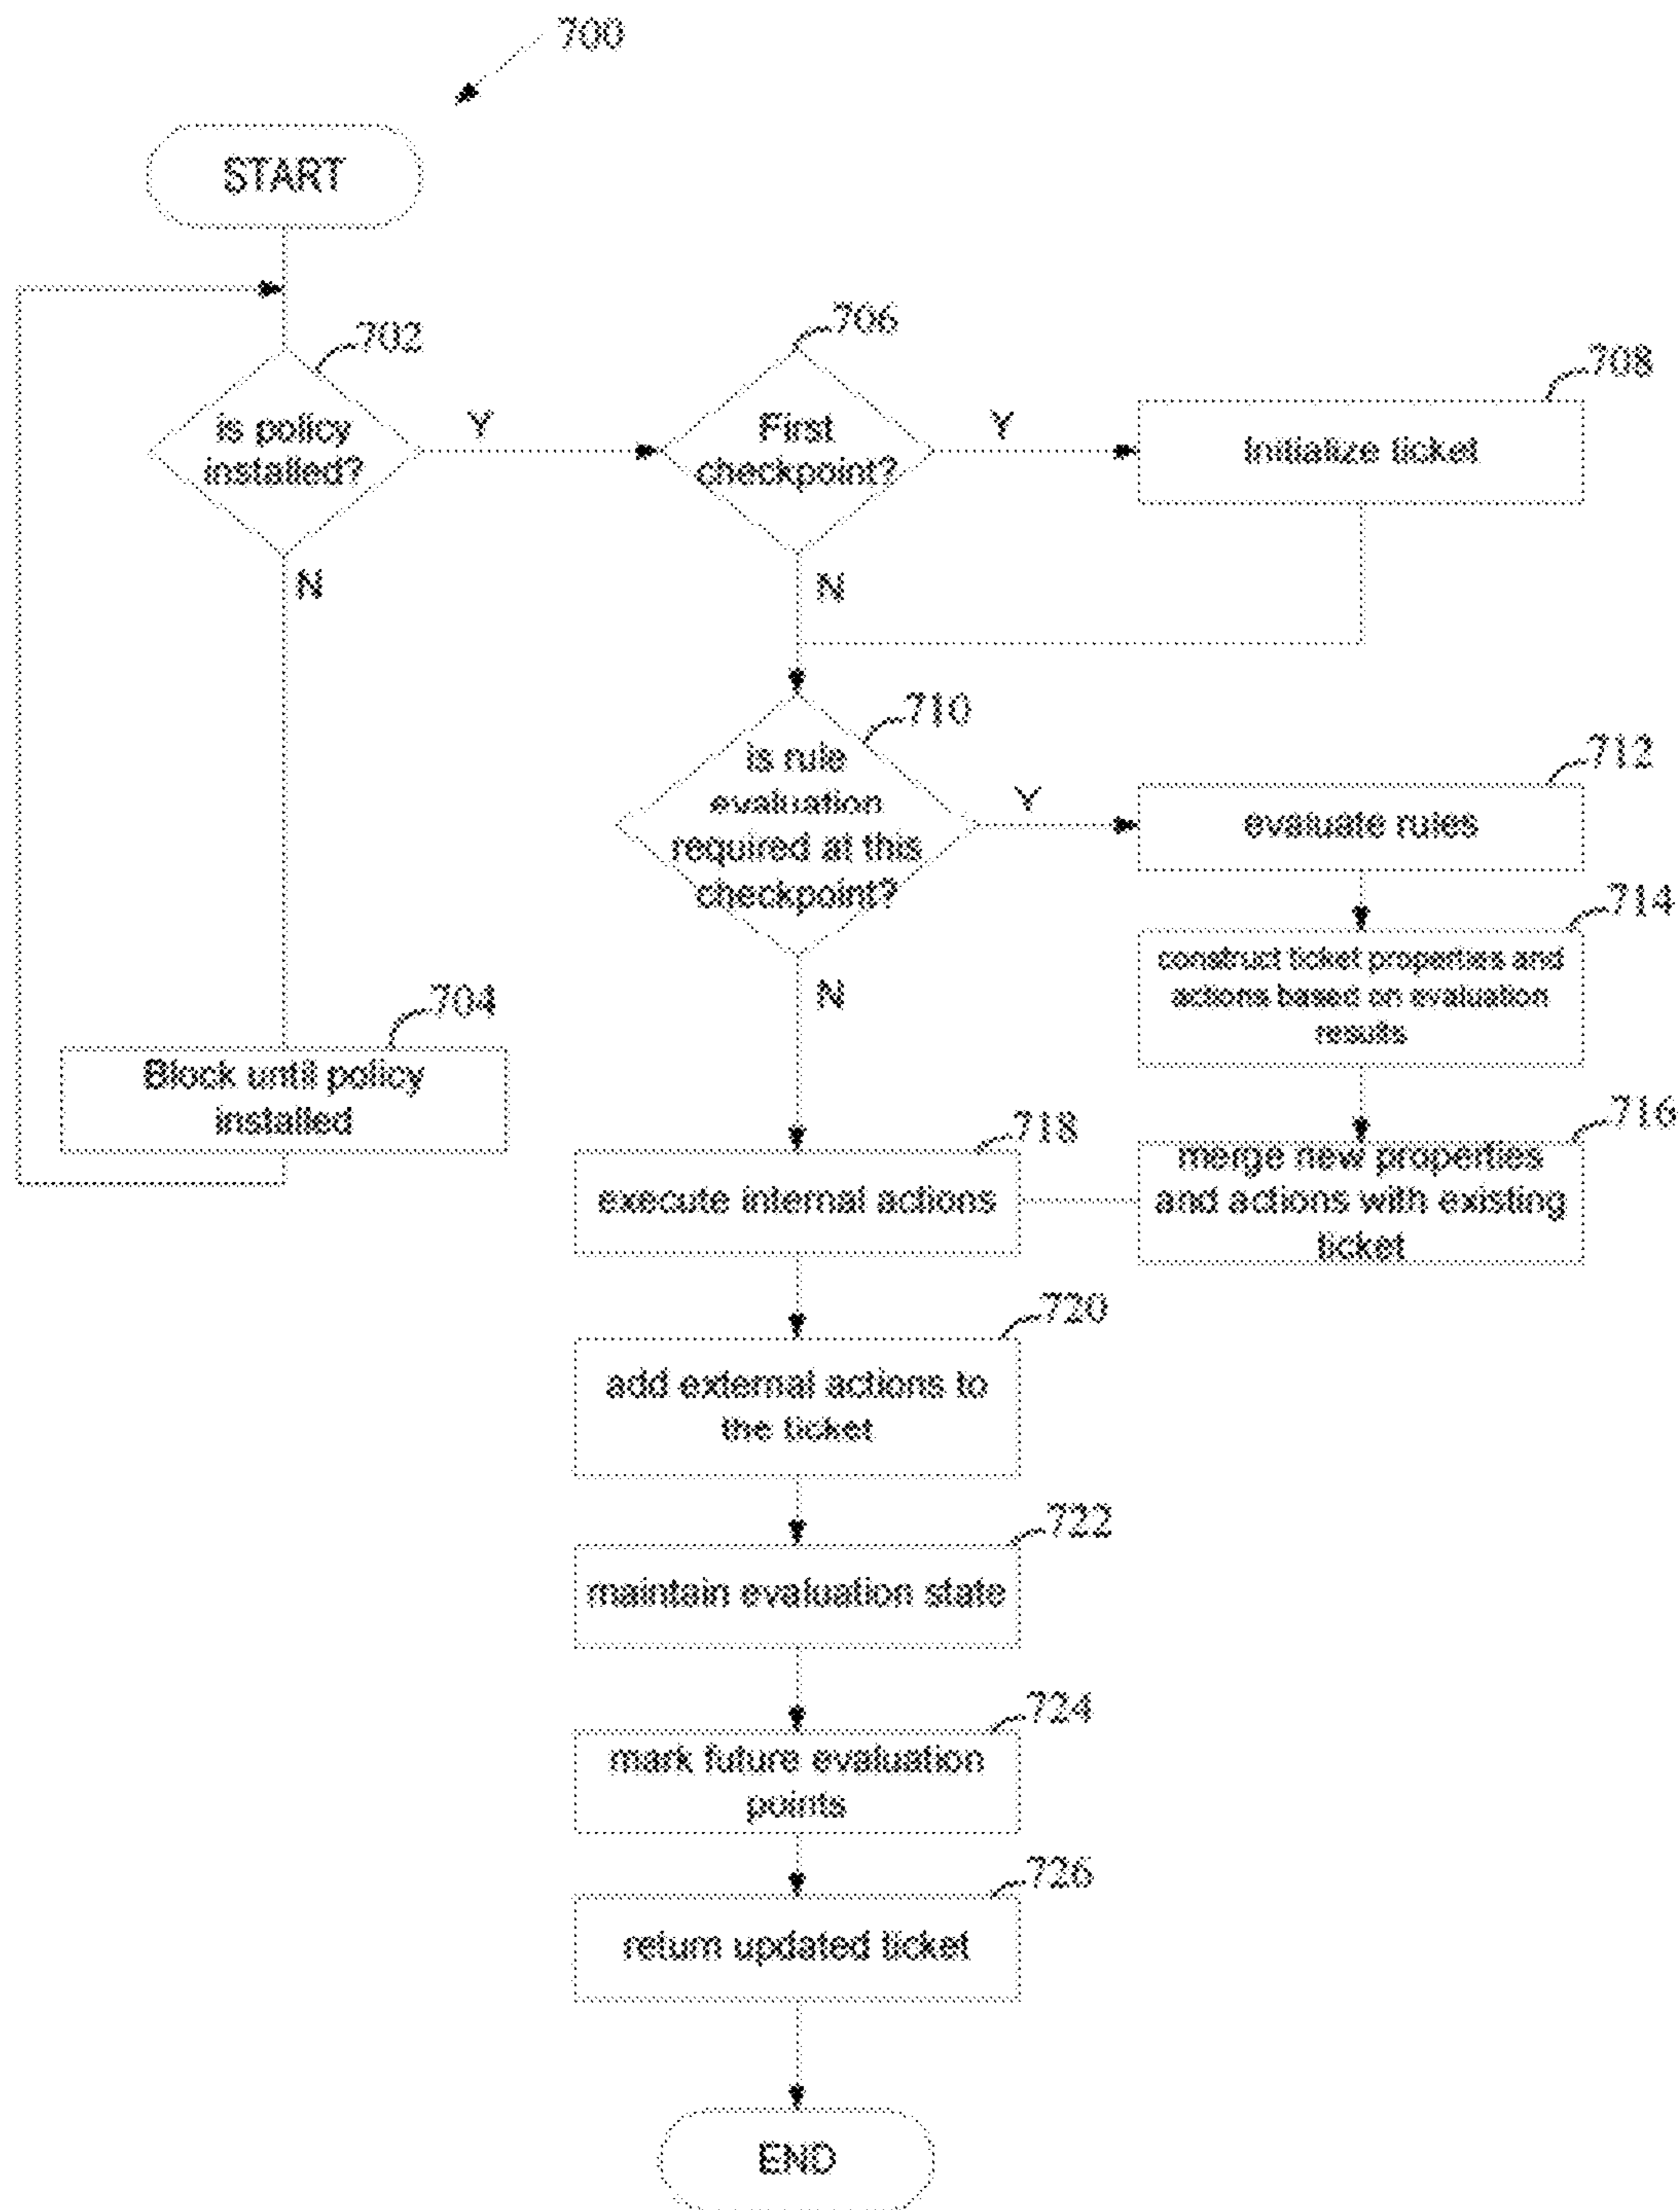 700
START
702
is policy
installed?
Y
N
706
First
checkpoint?
Y
N
708
Initialize ticket
710
is rule
evaluation
required at this
checkpoint?
Y
N
712
evaluate rules
714
construct ticket properties and
actions based on evaluation
results
704
Block until policy
installed
716
merge new properties
and actions with existing
ticket
718
execute internal actions
720
add external actions to
the ticket
722
maintain evaluation state
724
mark future evaluation
points
726
return updated ticket
END